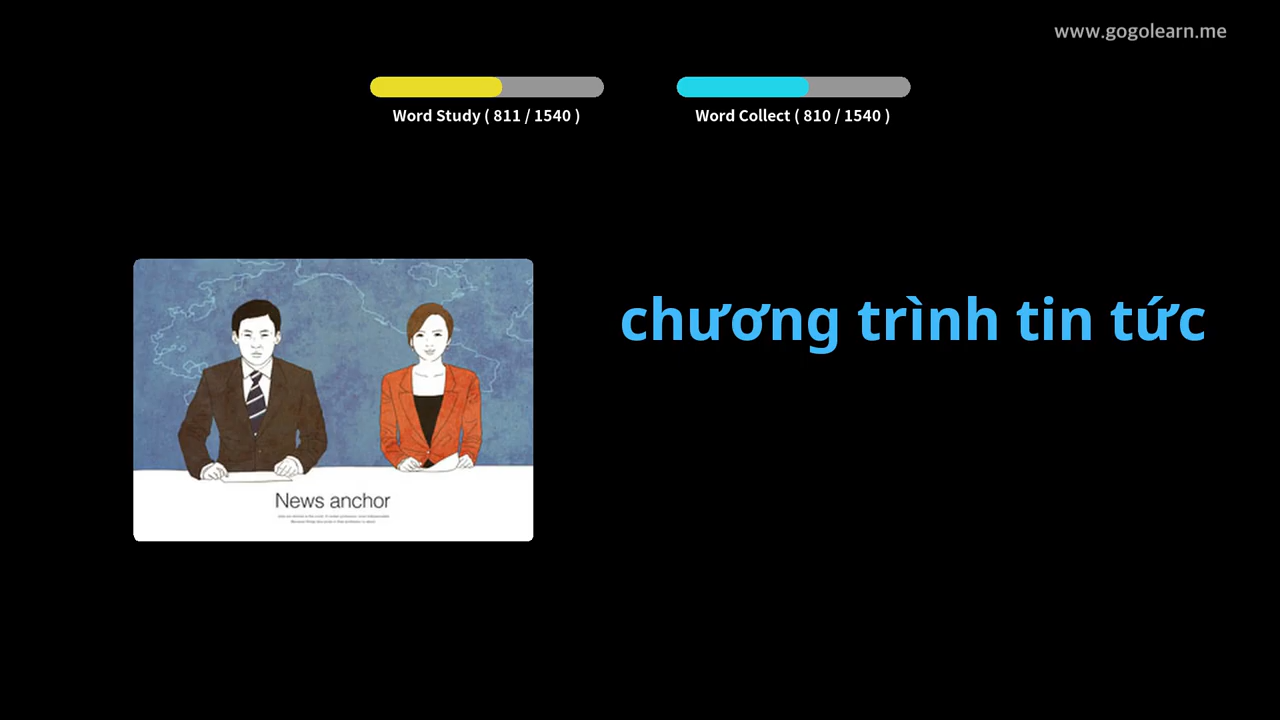 www.gogolearn.me
Word Study ( 811 / 1540 )
Word Collect ( 810 / 1540 )
chương trình tin tức
News anchor